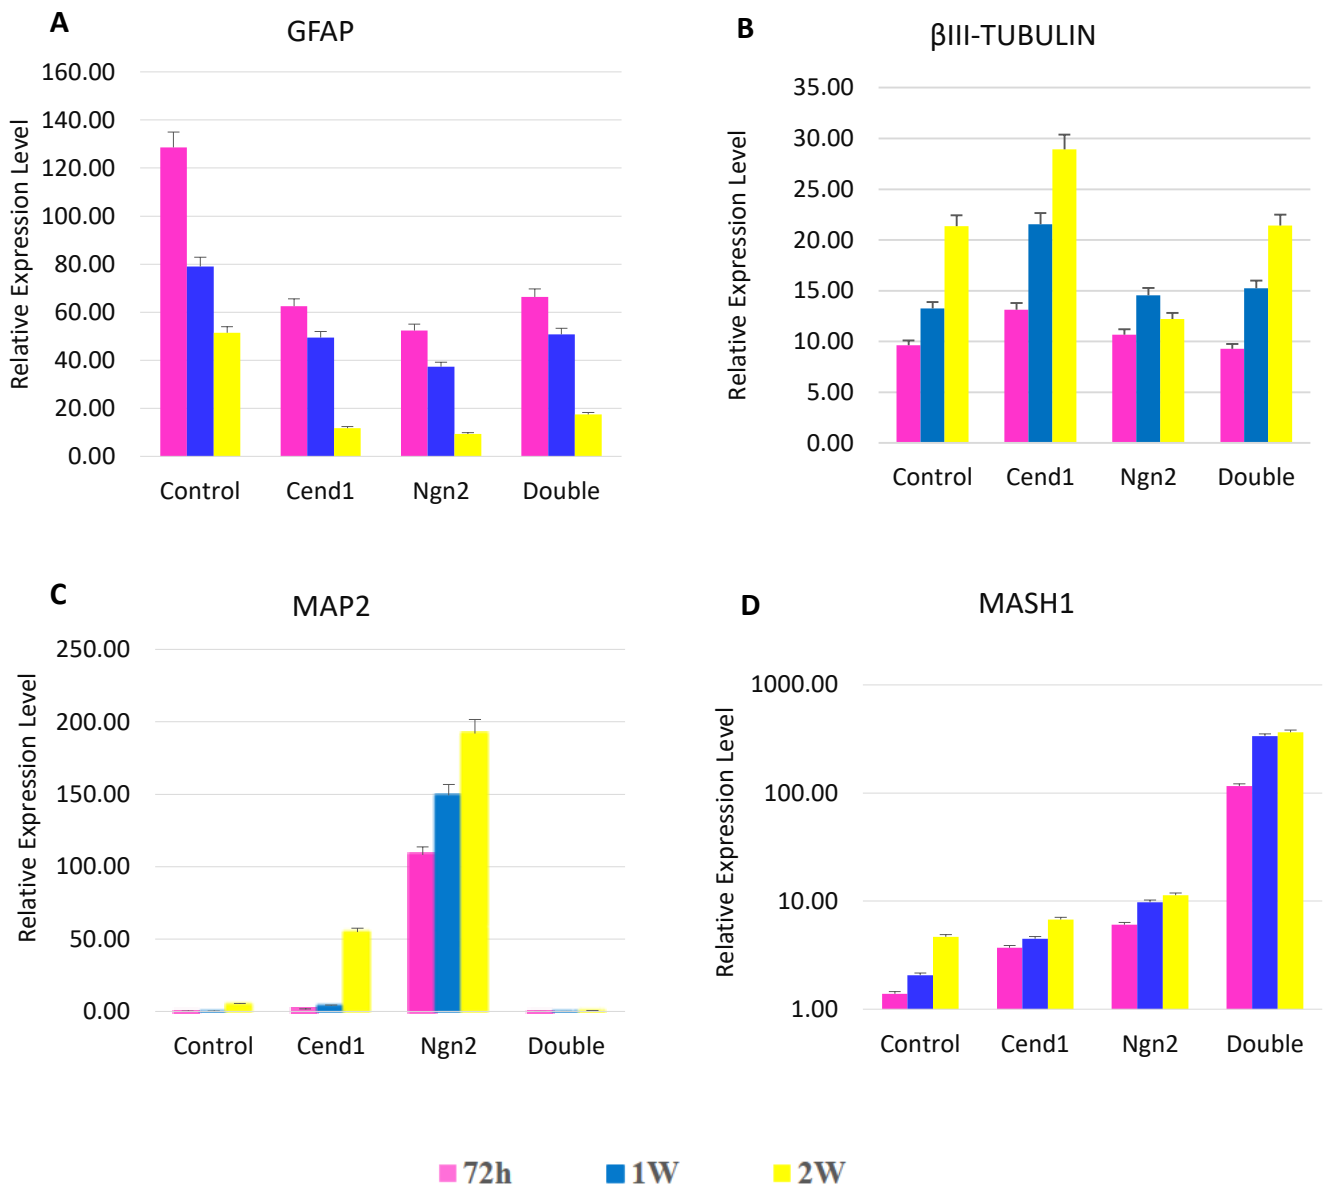 A
GFAP
160.00
140.00
120.00
100.00
80.00
60.00
40.00
20.00
0.00
Relative Expression Level
Control Cend1 Ngn2 Double
B
βIII-TUBULIN
35.00
30.00
25.00
20.00
15.00
10.00
5.00
0.00
Relative Expression Level
Control Cend1 Ngn2 Double
C
MAP2
250.00
200.00
150.00
100.00
50.00
0.00
Relative Expression Level
Control Cend1 Ngn2 Double
D
MASH1
1000.00
100.00
10.00
1.00
Relative Expression Level
Control Cend1 Ngn2 Double
72h 1W 2W